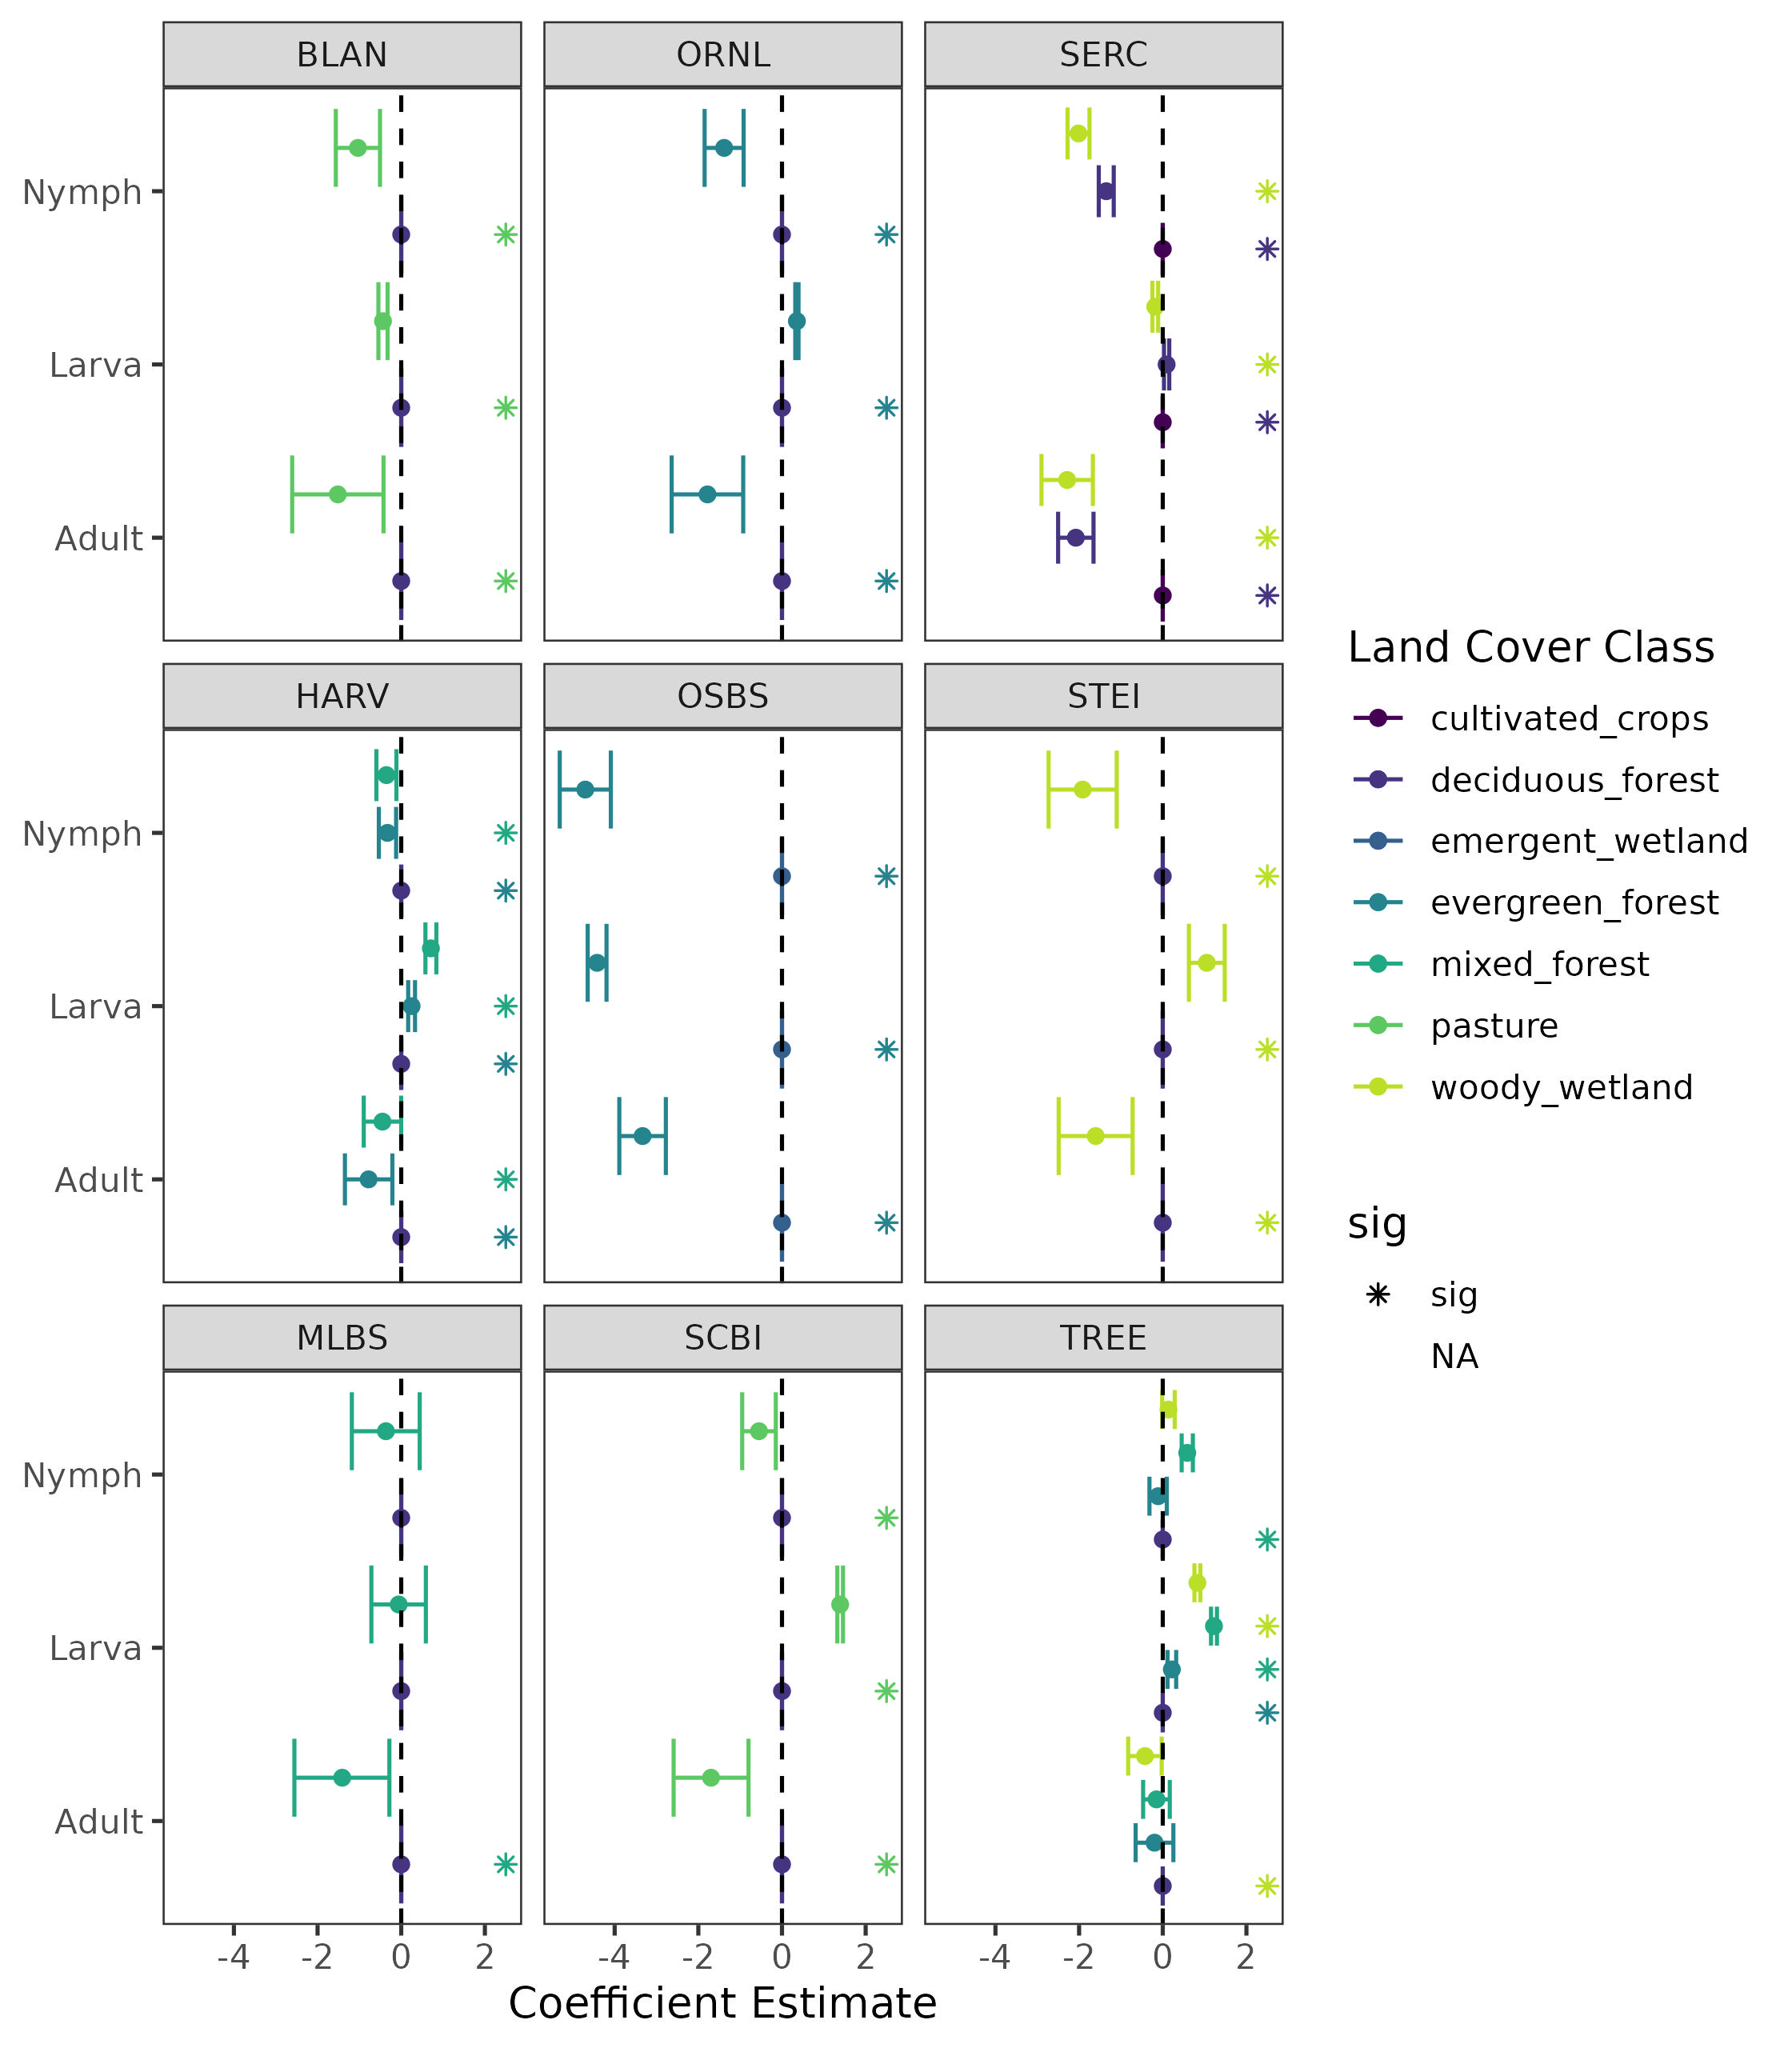 BLAN ORNL SERC
Nymph
Larva
Adult
HARV OSBS STEI
Nymph
Larva
Adult
MLBS SCBI TREE
Nymph
Larva
Adult
-4 -2 0 2 -4 -2 0 2 -4 -2 0 2
Coefficient Estimate
Land Cover Class
cultivated_crops
deciduous_forest
emergent_wetland
evergreen_forest
mixed_forest
pasture
woody_wetland
sig
sig
NA